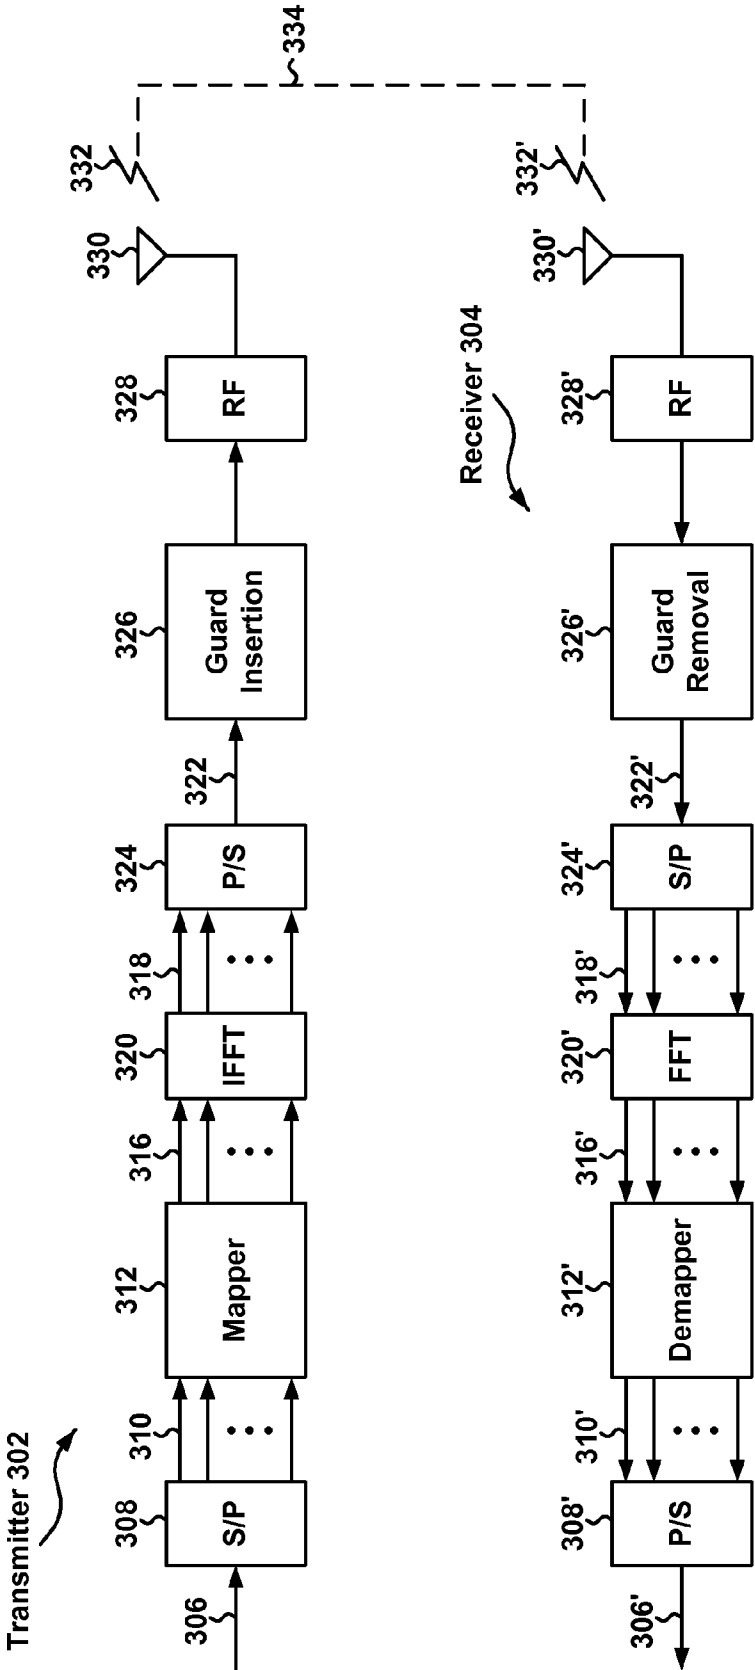 Transmitter 302
306
308
S/P
310
312
Mapper
316
320
IFFT
318
324
P/S
322
326
Guard
Insertion
328
RF
330
332
334
Receiver 304
306'
308'
P/S
310'
312'
Demapper
316'
320'
FFT
318'
324'
S/P
322'
326'
Guard
Removal
328'
RF
330'
332'